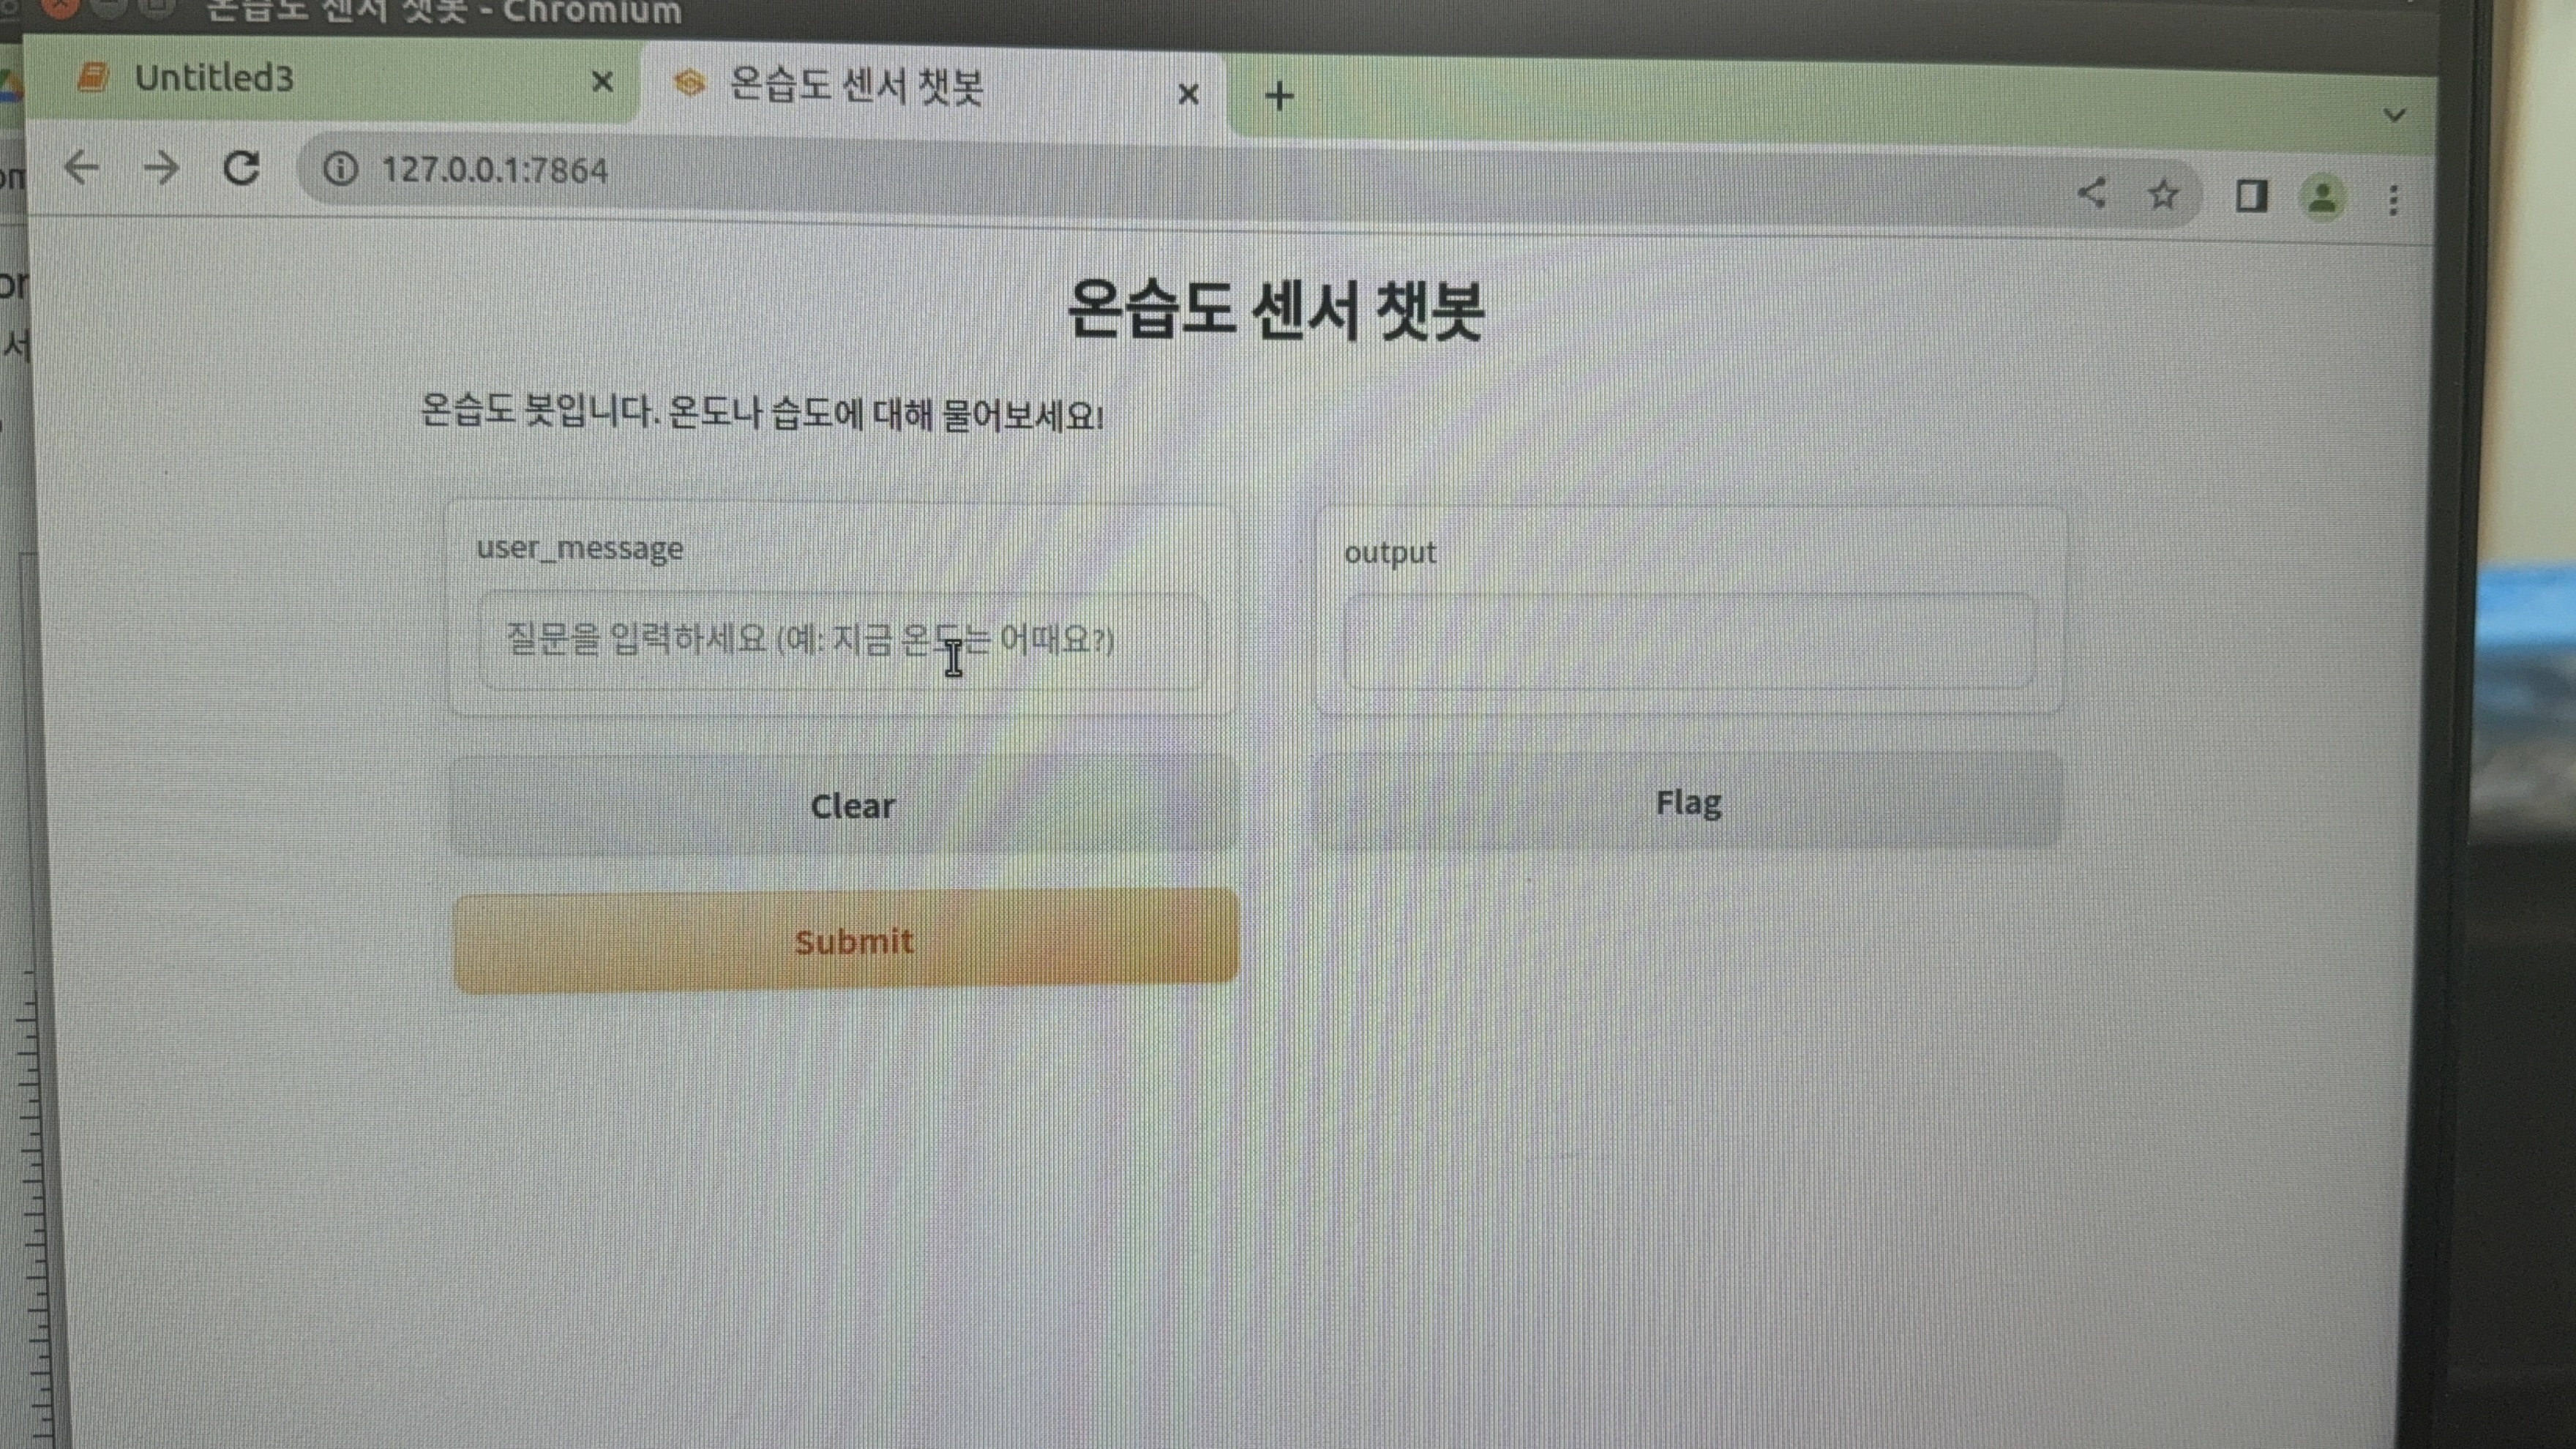 온습도 센서 챗봇 - Chromium
Untitled3
온습도 센서 챗봇
127.0.0.1:7864
온습도 센서 챗봇
온습도 봇입니다. 온도나 습도에 대해 물어보세요!
user_message
output
질문을 입력하세요 (예: 지금 온도는 어때요?)
Clear
Flag
Submit
서